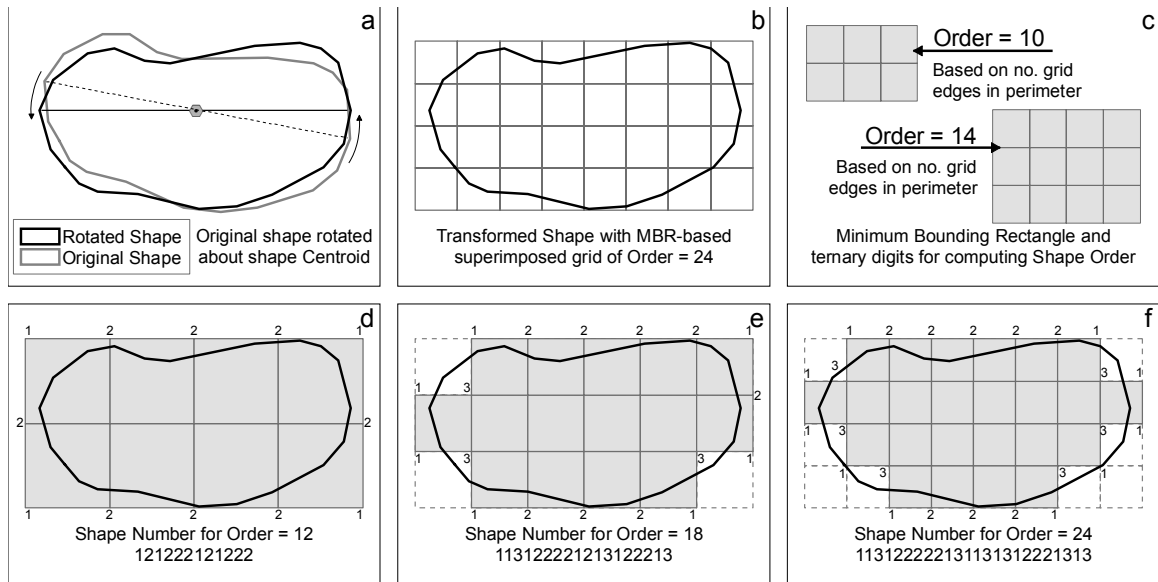 a
Rotated Shape
Original Shape
Original shape rotated
about shape Centroid
b
Transformed Shape with MBR-based
superimposed grid of Order = 24
c
Order = 10
Based on no. grid
edges in perimeter
Order = 14
Based on no. grid
edges in perimeter
Minimum Bounding Rectangle and
ternary digits for computing Shape Order
d
1 2 2 2 1
2 2
1 2 2 2 1
Shape Number for Order = 12
121222121222
e
1 2 2 2 2 1
1 3 2
1 3 3 1
1 2 2 2 1
Shape Number for Order = 18
113122221213122213
f
1 2 2 2 2 2 1
1 3 3 1
1 3 3 1
1 3 3 1
1 2 2 2 1
Shape Number for Order = 24
113122222131131312221313